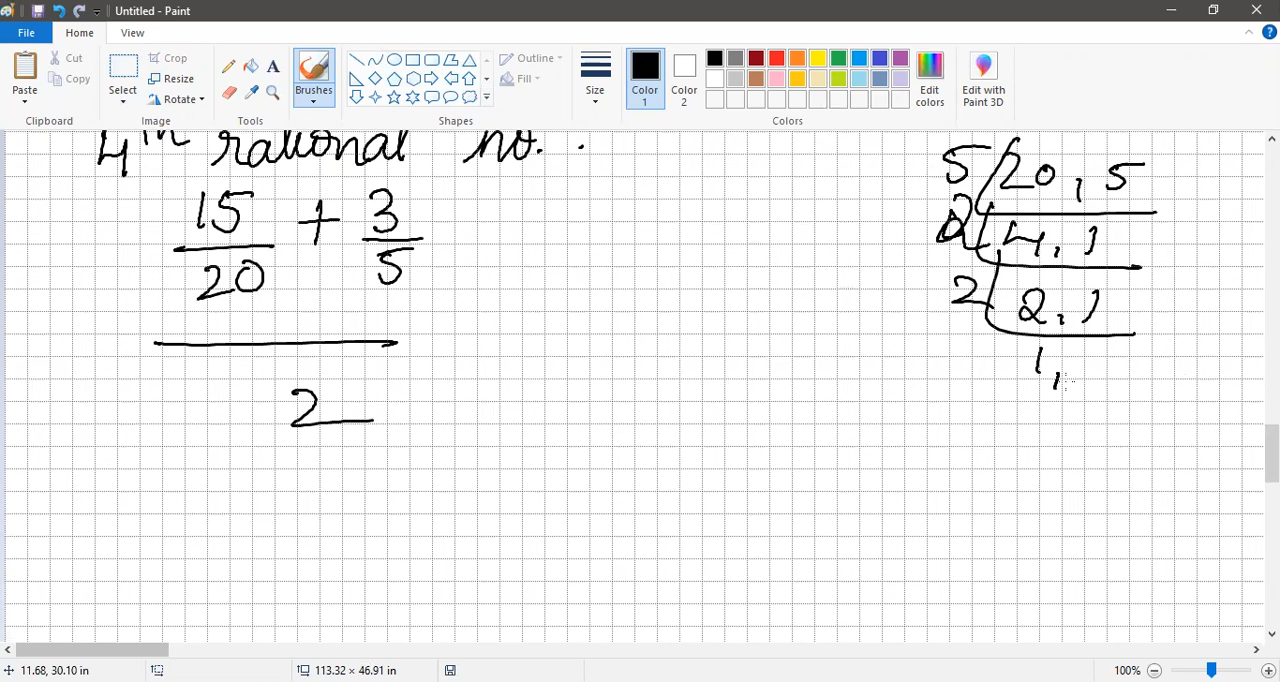 Untitled - Paint
File Home View
Paste Cut Copy Clipboard
Select Crop Resize Rotate Image
Tools
Brushes
Outline Fill Shapes
Size
Color 1 Color 2 Edit colors Edit with Paint 3D
Colors
4th rational no. :
15/20 + 3/5
2
5 20, 5
2 4, 1
2 2, 1
1,
11.68, 30.10 in 113.32 × 46.91in 100%